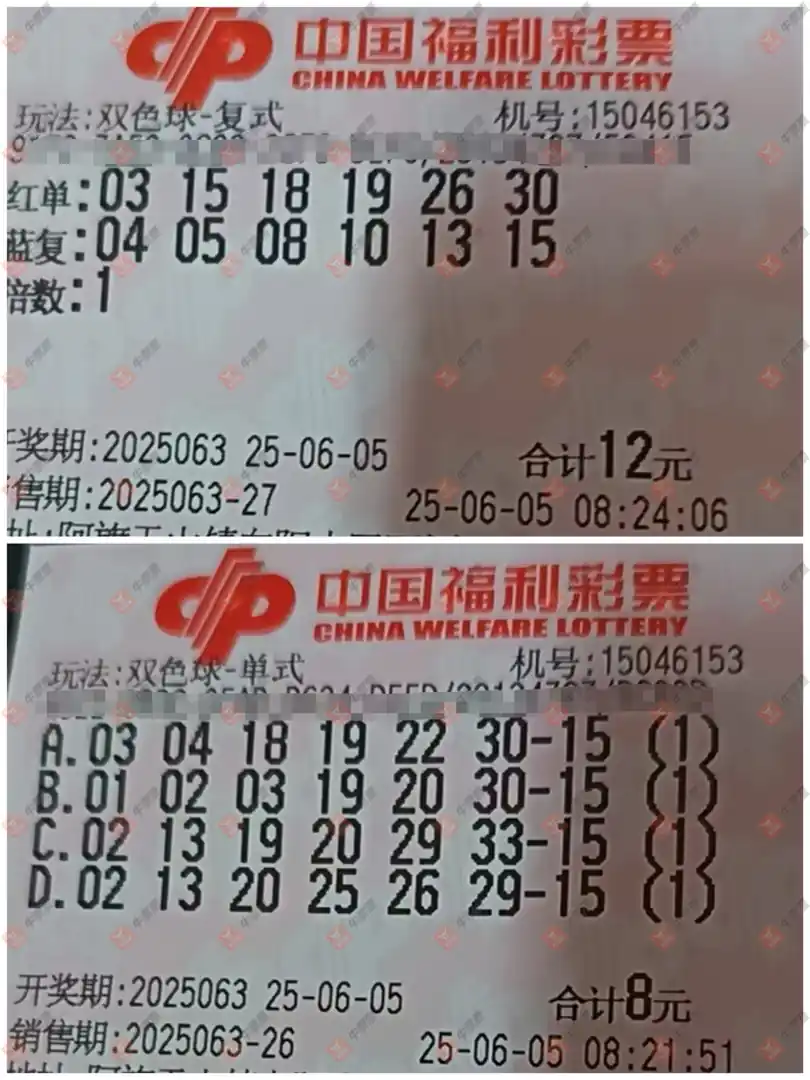 中国福利彩票
CHINA WELFARE LOTTERY
玩法:双色球-复式 机号:15046153
红单:03 15 18 19 26 30
蓝复:04 05 08 10 13 15
倍数:1
开奖期:2025063 25-06-05 合计12元
销售期:2025063-27 25-06-05 08:24:06
中国福利彩票
CHINA WELFARE LOTTERY
玩法:双色球-单式 机号:15046153
A.03 04 18 19 22 30-15 (1)
B.01 02 03 19 20 30-15 (1)
C.02 13 19 20 29 33-15 (1)
D.02 13 20 25 26 29-15 (1)
开奖期:2025063 25-06-05 合计8元
销售期:2025063-26 25-06-05 08:21:51